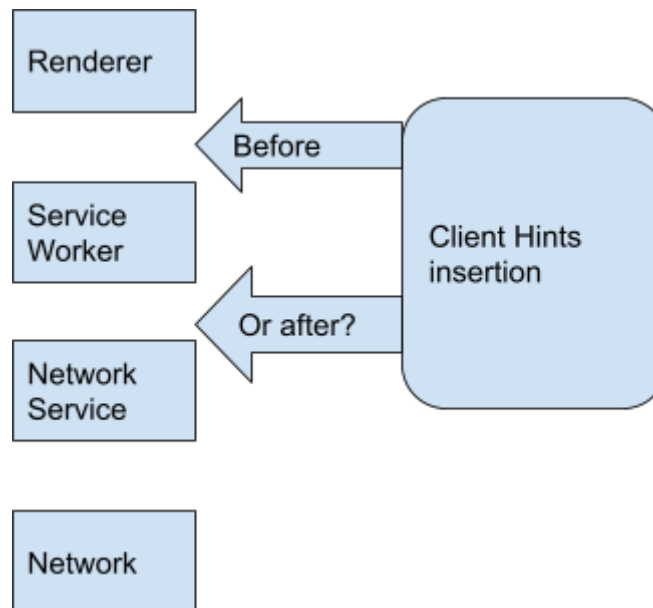 Renderer
Before
Service
Worker
Client Hints
insertion
Or after?
Network
Service
Network